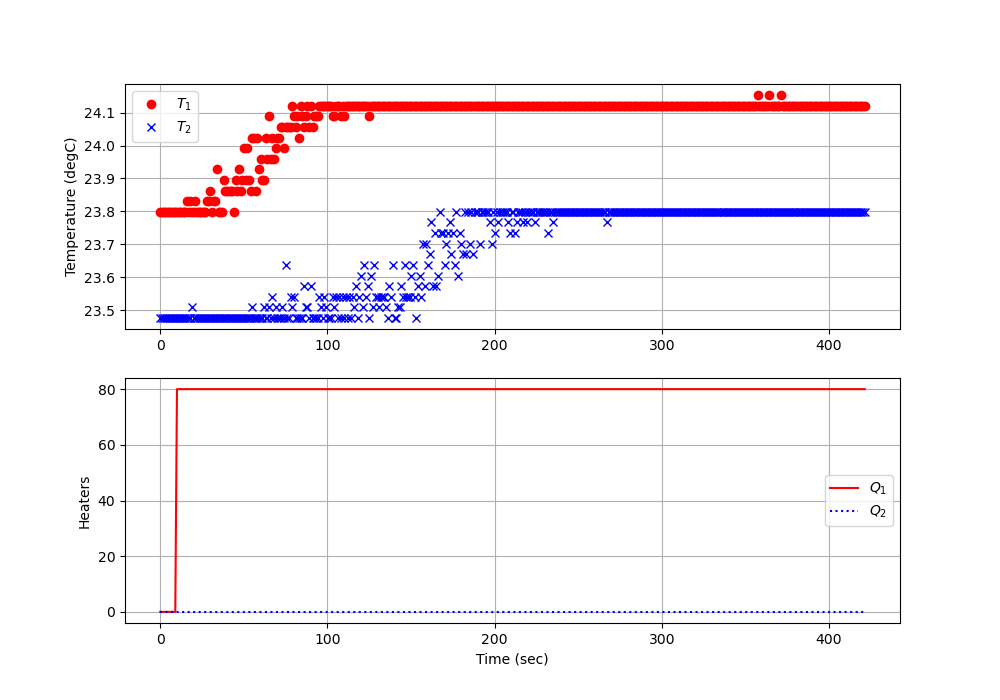 24.1
24.0
23.9
23.8
23.7
23.6
23.5
Temperature (degC)
T₁
T₂
0 100 200 300 400
80
60
40
20
0
Heaters
Q₁
Q₂
0 100 200 300 400
Time (sec)